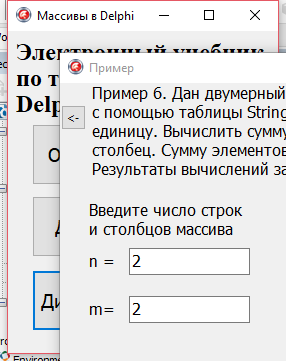 Массивы в Delphi
Электронный учебник
по т
Delp
Пример
Пример 6. Дан двумерный
с помощью таблицы String
<-
единицу. Вычислить сумму
столбец. Сумму элементов
Результаты вычислений за
О
Д
Ди
Введите число строк
и столбцов массива
n = 2
m= 2
Environme